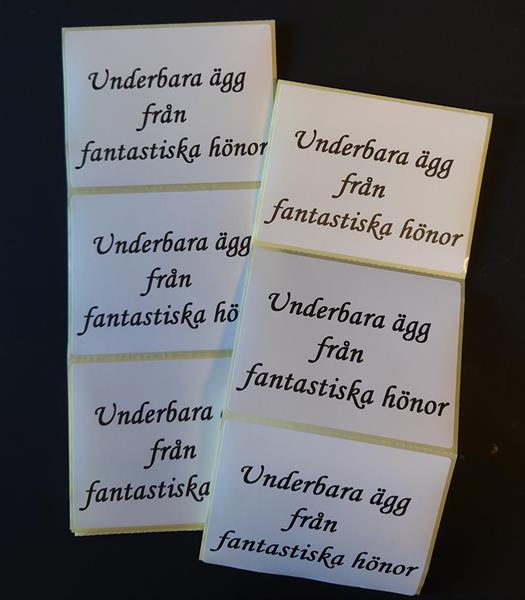 Underbara ägg
från
fantastiska hönor
Underbara ägg
från
fantastiska hö
Underbara
från
fantastiska
Underbara ägg
från
fantastiska hönor
Underbara ägg
från
fantastiska hönor
Underbara ägg
från
fantastiska hönor